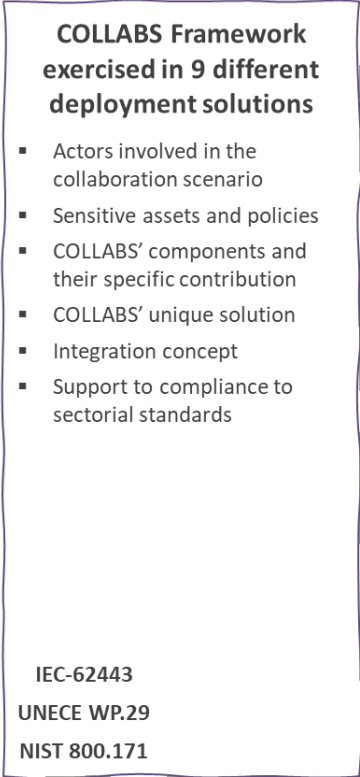 COLLABS Framework
exercised in 9 different
deployment solutions
▪ Actors involved in the
collaboration scenario
▪ Sensitive assets and policies
▪ COLLABS' components and
their specific contribution
▪ COLLABS' unique solution
▪ Integration concept
▪ Support to compliance to
sectorial standards
IEC-62443
UNECE WP.29
NIST 800.171